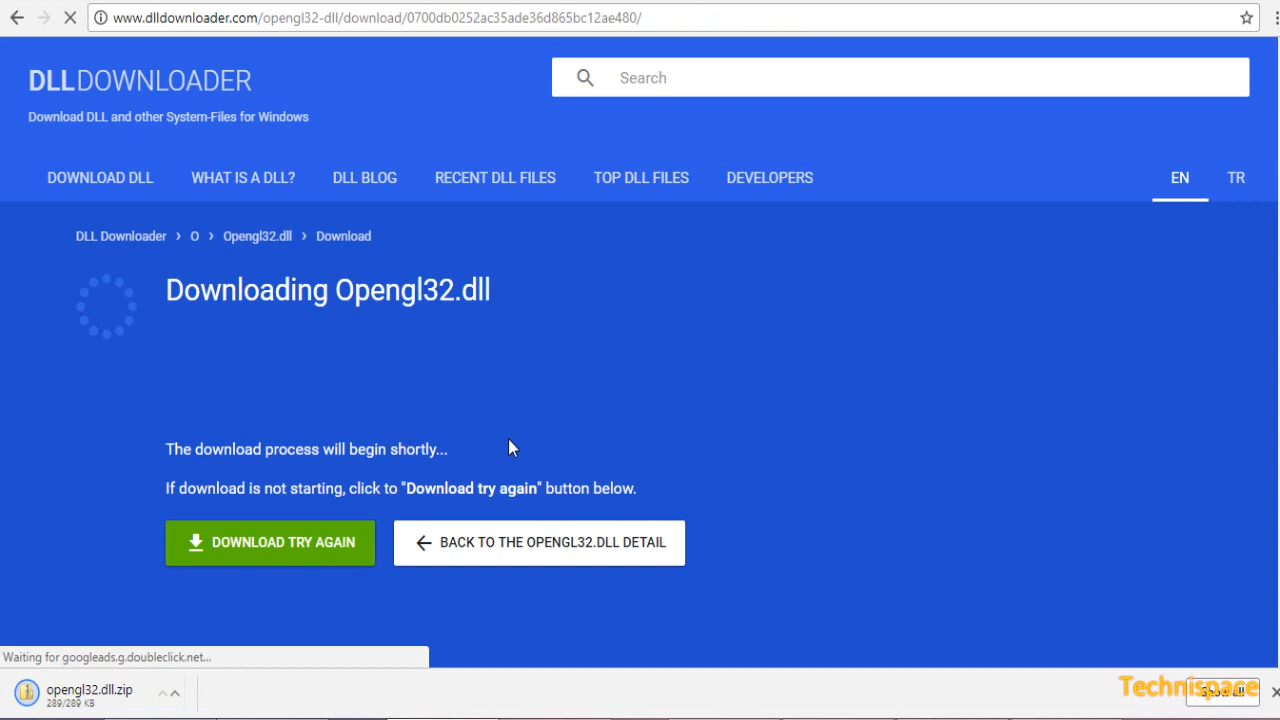 www.dlldownloader.com/opengl32-dll/download/0700db0252ac35ade36d865bc12ae480/
DLLDOWNLOADER
Search
Download DLL and other System-Files for Windows
DOWNLOAD DLL WHAT IS A DLL? DLL BLOG RECENT DLL FILES TOP DLL FILES DEVELOPERS EN TR
DLL Downloader › O › Opengl32.dll › Download
Downloading Opengl32.dll
The download process will begin shortly...
If download is not starting, click to "Download try again" button below.
DOWNLOAD TRY AGAIN BACK TO THE OPENGL32.DLL DETAIL
Waiting for googleads.g.doubleclick.net...
opengl32.dll.zip
289/289 KB
Technispace
Show all